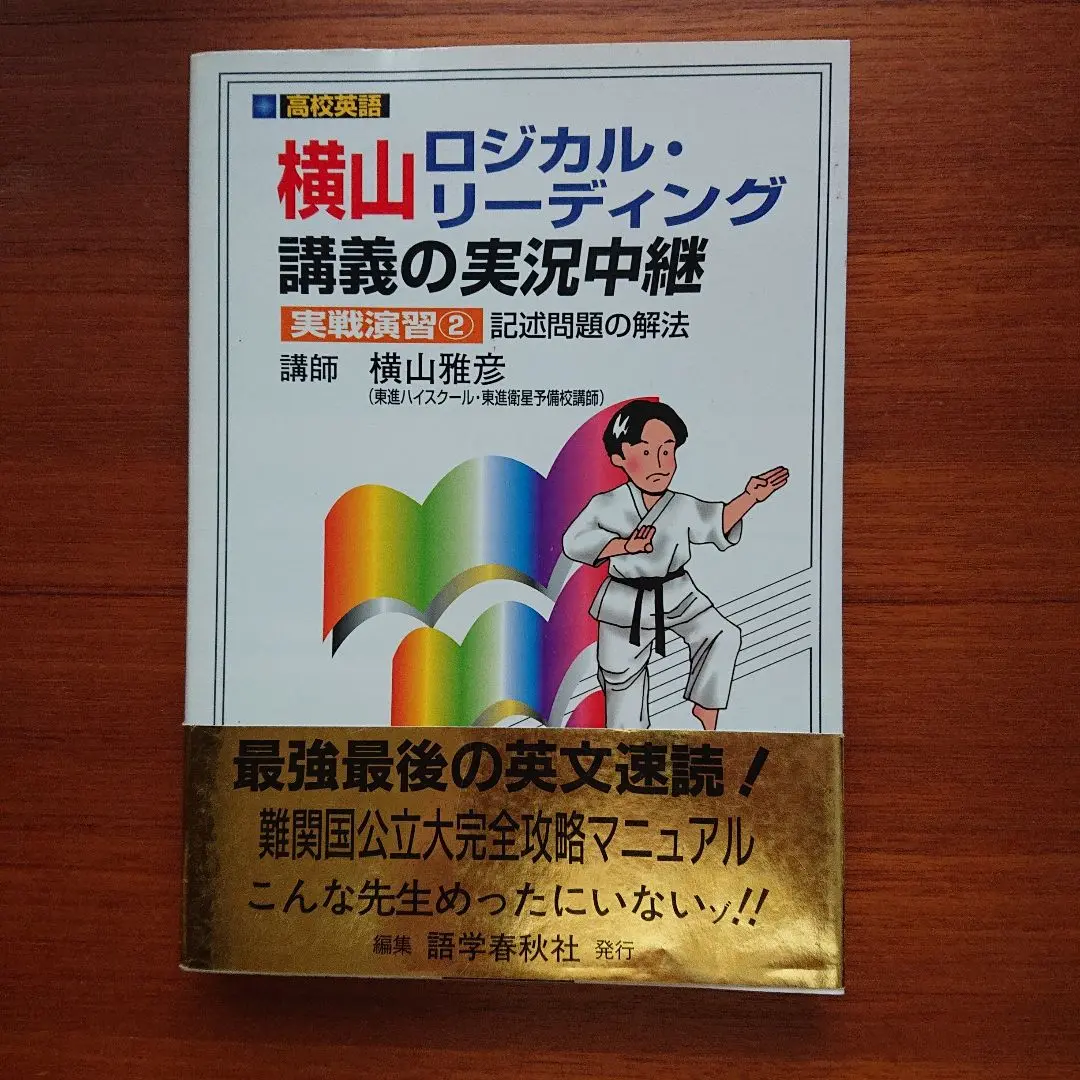 高校英語
横山ロジカル・
リーディング
講義の実況中継
実戦演習② 記述問題の解法
講師 横山雅彦
（東進ハイスクール・東進衛星予備校講師）
最強最後の英文速読！
難関国公立大完全攻略マニュアル
こんな先生めったにいないゾ!!
編集 語学春秋社 発行